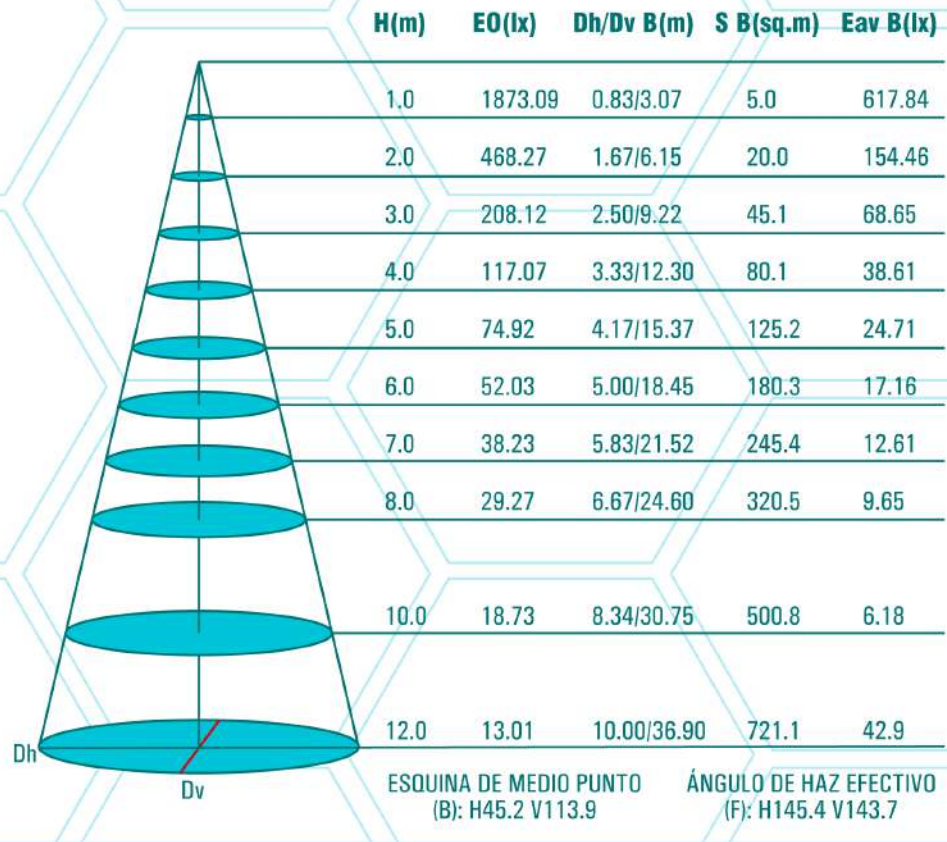 H(m) EO(lx) Dh/Dv B(m) S B(sq.m) Eav B(lx)
1.0 1873.09 0.83/3.07 5.0 617.84
2.0 468.27 1.67/6.15 20.0 154.46
3.0 208.12 2.50/9.22 45.1 68.65
4.0 117.07 3.33/12.30 80.1 38.61
5.0 74.92 4.17/15.37 125.2 24.71
6.0 52.03 5.00/18.45 180.3 17.16
7.0 38.23 5.83/21.52 245.4 12.61
8.0 29.27 6.67/24.60 320.5 9.65
10.0 18.73 8.34/30.75 500.8 6.18
12.0 13.01 10.00/36.90 721.1 42.9
Dh
Dv
ESQUINA DE MEDIO PUNTO
(B): H45.2 V113.9
ÁNGULO DE HAZ EFECTIVO
(F): H145.4 V143.7